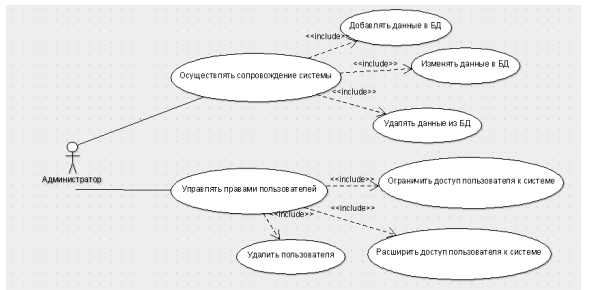 Добавлять данные в БД
<<include>>
Изменять данные в БД
<<include>>
Осуществлять сопровождение системы
<<include>>
Удалять данные из БД
Администратор
Управлять правами пользователей
<<include>>
Ограничить доступ пользователя к системе
<<include>>
<<include>>
Удалить пользователя
Расширить доступ пользователя к системе